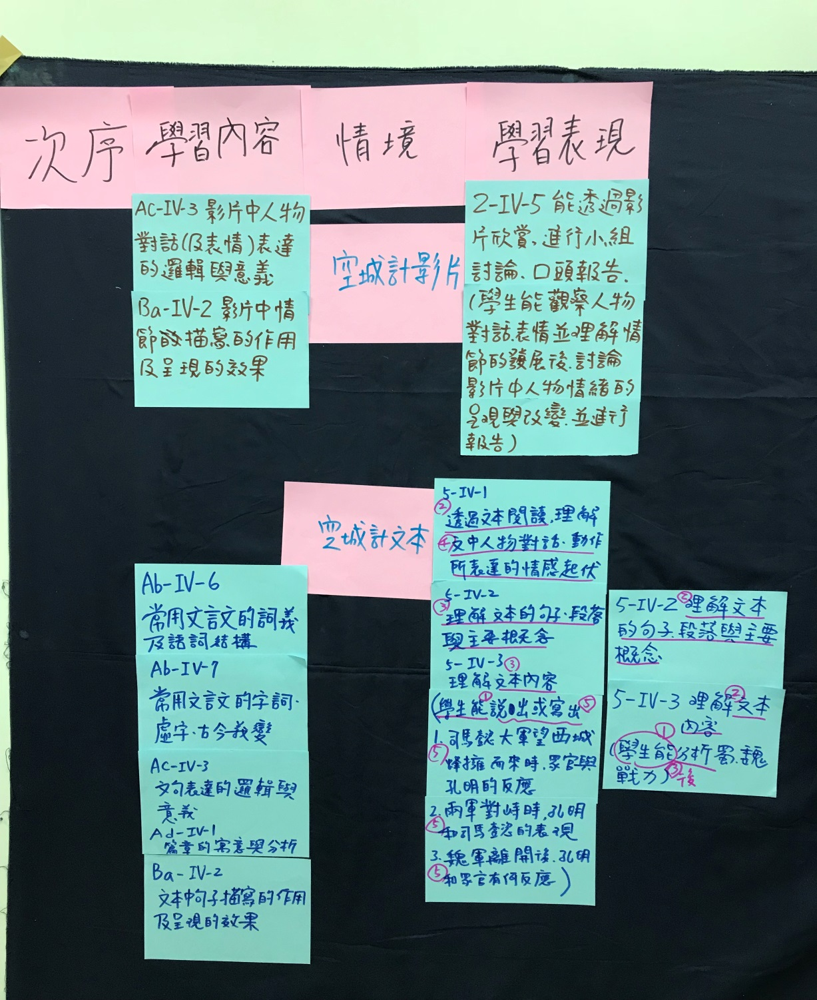 次序
學習內容
情境
學習表現
AC-IV-3 影片中人物
對話(及表情)表達
的邏輯與意義
Ba-IV-2 影片中情
節的描寫的作用
及呈現的效果
空城計影片
2-IV-5 能透過影
片欣賞、進行小組
討論、口頭報告.
(學生能觀察人物
對話.表情並理解情
節的發展後.討論
影片中人物情緒的
呈現與改變.並進行
報告)
空城計文本
Ab-IV-6
常用文言文的詞義
及語詞結構
Ab-IV-7
常用文言文的字詞.
虛字.古今義變
AC-IV-3
文句表達的邏輯與
意義
Ad-IV-1
篇章的寓意與分析
Ba-IV-2
文本中句子描寫的作用
及呈現的效果
5-IV-1
②
透過文本閱讀,理解
④文中人物對話.動作
所表達的情感起伏
5-IV-2
③
理解文本的句子.段落
與主要概念
5-IV-3③
理解文本內容
(學生能①說出或寫出⑤
1.司馬懿大軍望西城
⑤蜂擁而來時.眾官與
孔明的反應
2.兩軍對峙時,孔明
⑤和司馬懿的表現
3.魏軍離開後.孔明
⑤和眾官有何反應)
5-IV-2②理解文本
的句子.段落與主要
概念
5-IV-3 理解②文本
內容
①
(學生能分析蜀.魏
戰力)③後